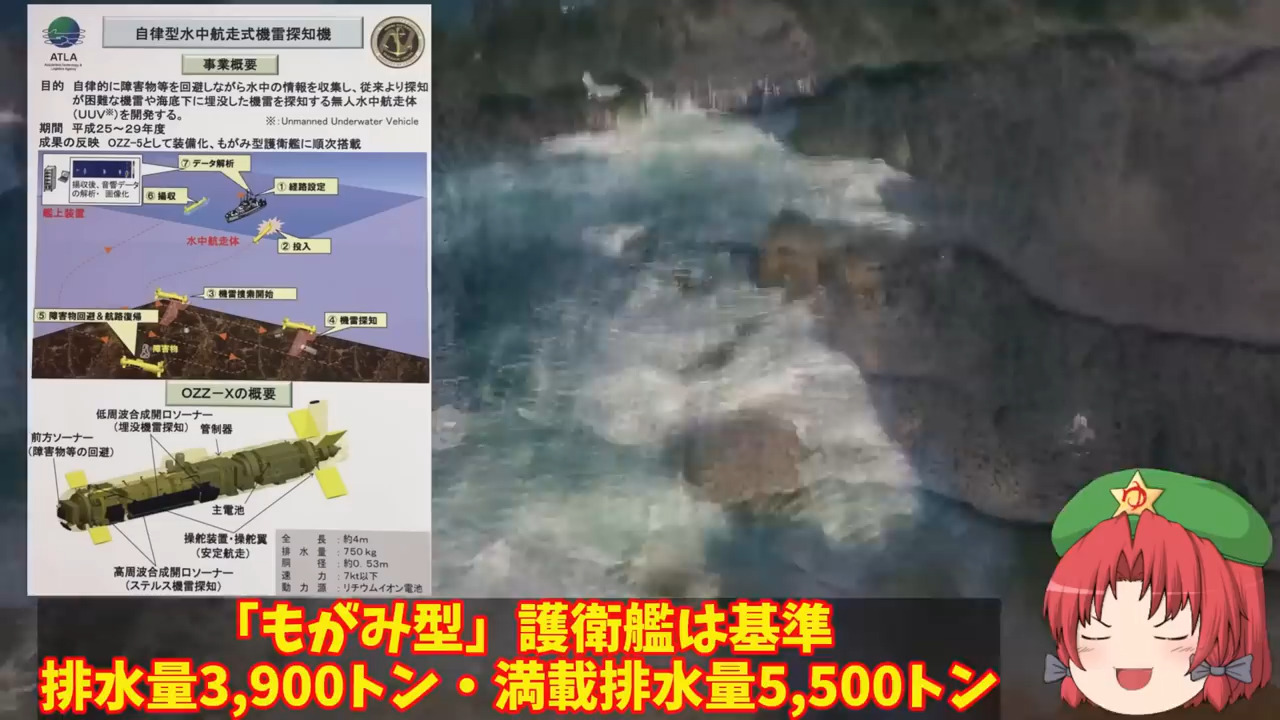 自律型水中航走式機雷探知機
ATLA
事業概要
目的 自律的に障害物等を回避しながら水中の情報を収集し、従来より探知
が困難な機雷や海底下に埋没した機雷を探知する無人水中航走体
(UUV※)を開発する。
※:Unmanned Underwater Vehicle
期間 平成25~29年度
成果の反映 OZZ-5として装備化、もがみ型護衛艦に順次搭載
⑦ データ解析
① 経路設定
揚収後、音響データ
の解析・画像化
⑥ 揚収
艦上装置
水中航走体
② 投入
③ 機雷捜索開始
⑤ 障害物回避&航路復帰
④ 機雷探知
障害物
OZZ-Xの概要
低周波合成開口ソーナー
(埋没機雷探知)
管制器
前方ソーナー
(障害物等の回避)
主電池
操舵装置・操舵翼
(安定航走)
高周波合成開口ソーナー
(ステルス機雷探知)
全長:約4m
排水量:750kg
胴径:約0.53m
速力:7kt以下
動力源:リチウムイオン電池
「もがみ型」護衛艦は基準
排水量3,900トン・満載排水量5,500トン